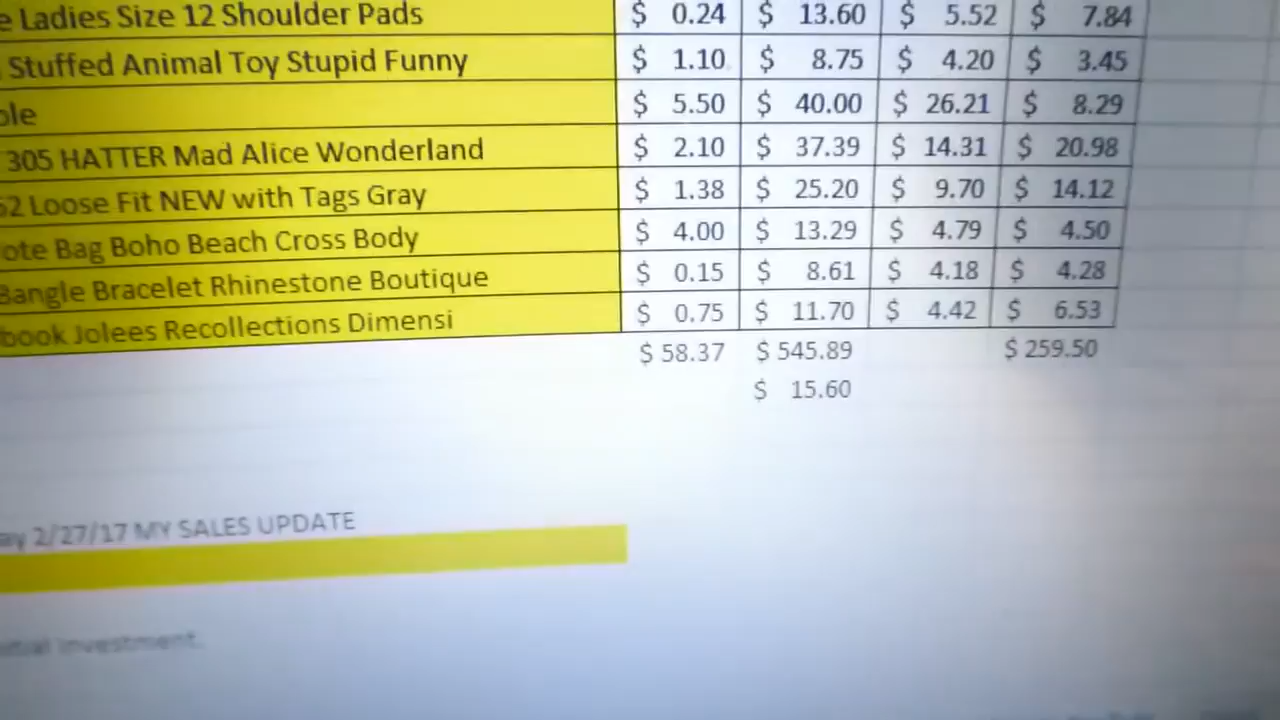 e Ladies Size 12 Shoulder Pads $ 0.24 $ 13.60 $ 5.52 $ 7.84
Stuffed Animal Toy Stupid Funny $ 1.10 $ 8.75 $ 4.20 $ 3.45
ole $ 5.50 $ 40.00 $ 26.21 $ 8.29
305 HATTER Mad Alice Wonderland $ 2.10 $ 37.39 $ 14.31 $ 20.98
52 Loose Fit NEW with Tags Gray $ 1.38 $ 25.20 $ 9.70 $ 14.12
ote Bag Boho Beach Cross Body $ 4.00 $ 13.29 $ 4.79 $ 4.50
Bangle Bracelet Rhinestone Boutique $ 0.15 $ 8.61 $ 4.18 $ 4.28
book Jolees Recollections Dimensi $ 0.75 $ 11.70 $ 4.42 $ 6.53
$ 58.37 $ 545.89 $ 259.50
$ 15.60
ay 2/27/17 MY SALES UPDATE
itial investment.